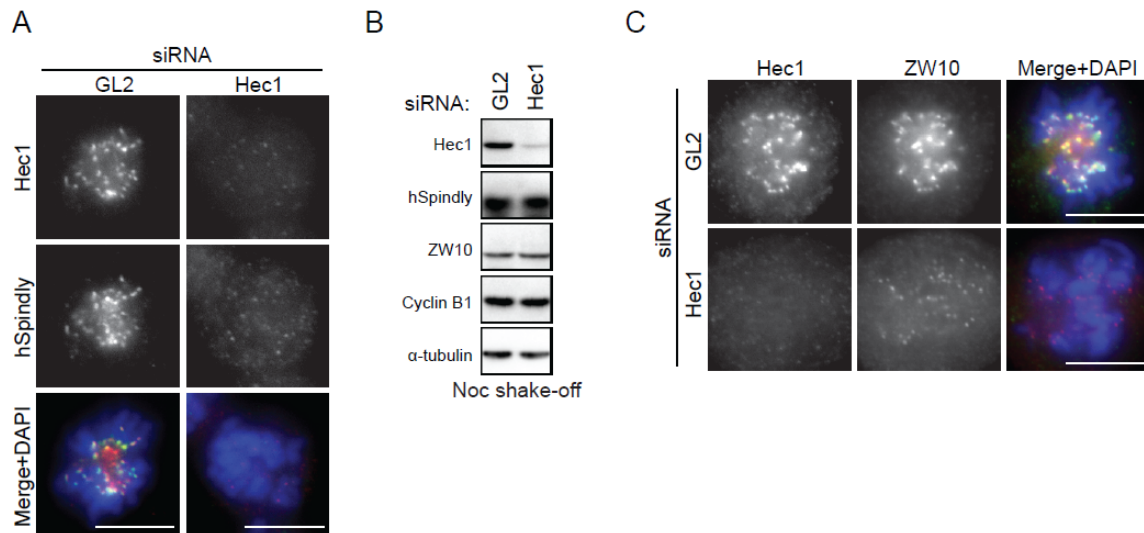 A
siRNA
GL2 Hec1
Hec1
hSpindly
Merge+DAPI
B
siRNA: GL2 Hec1
Hec1
hSpindly
ZW10
Cyclin B1
α-tubulin
Noc shake-off
C
Hec1 ZW10 Merge+DAPI
siRNA
GL2
Hec1